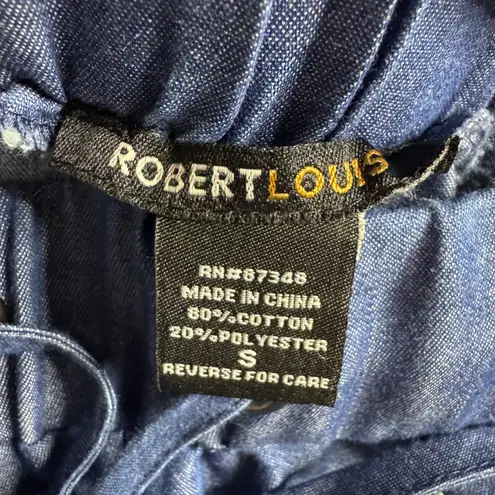 ROBERTLOUIS
RN#87348
MADE IN CHINA
80%COTTON
20%POLYESTER
S
REVERSE FOR CARE